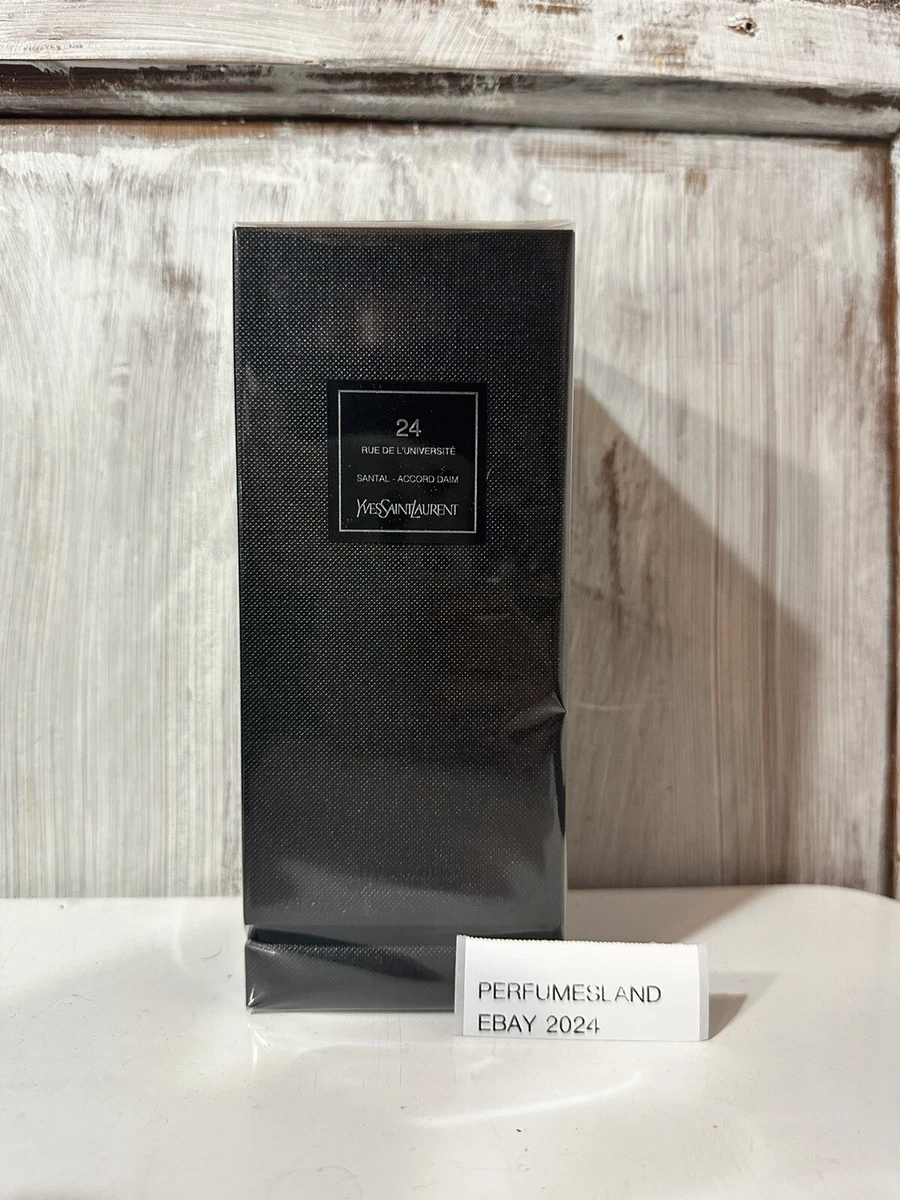 24
RUE DE L'UNIVERSITÉ
SANTAL - ACCORD DAIM
YVESSAINTLAURENT
PERFUMESLAND
EBAY 2024